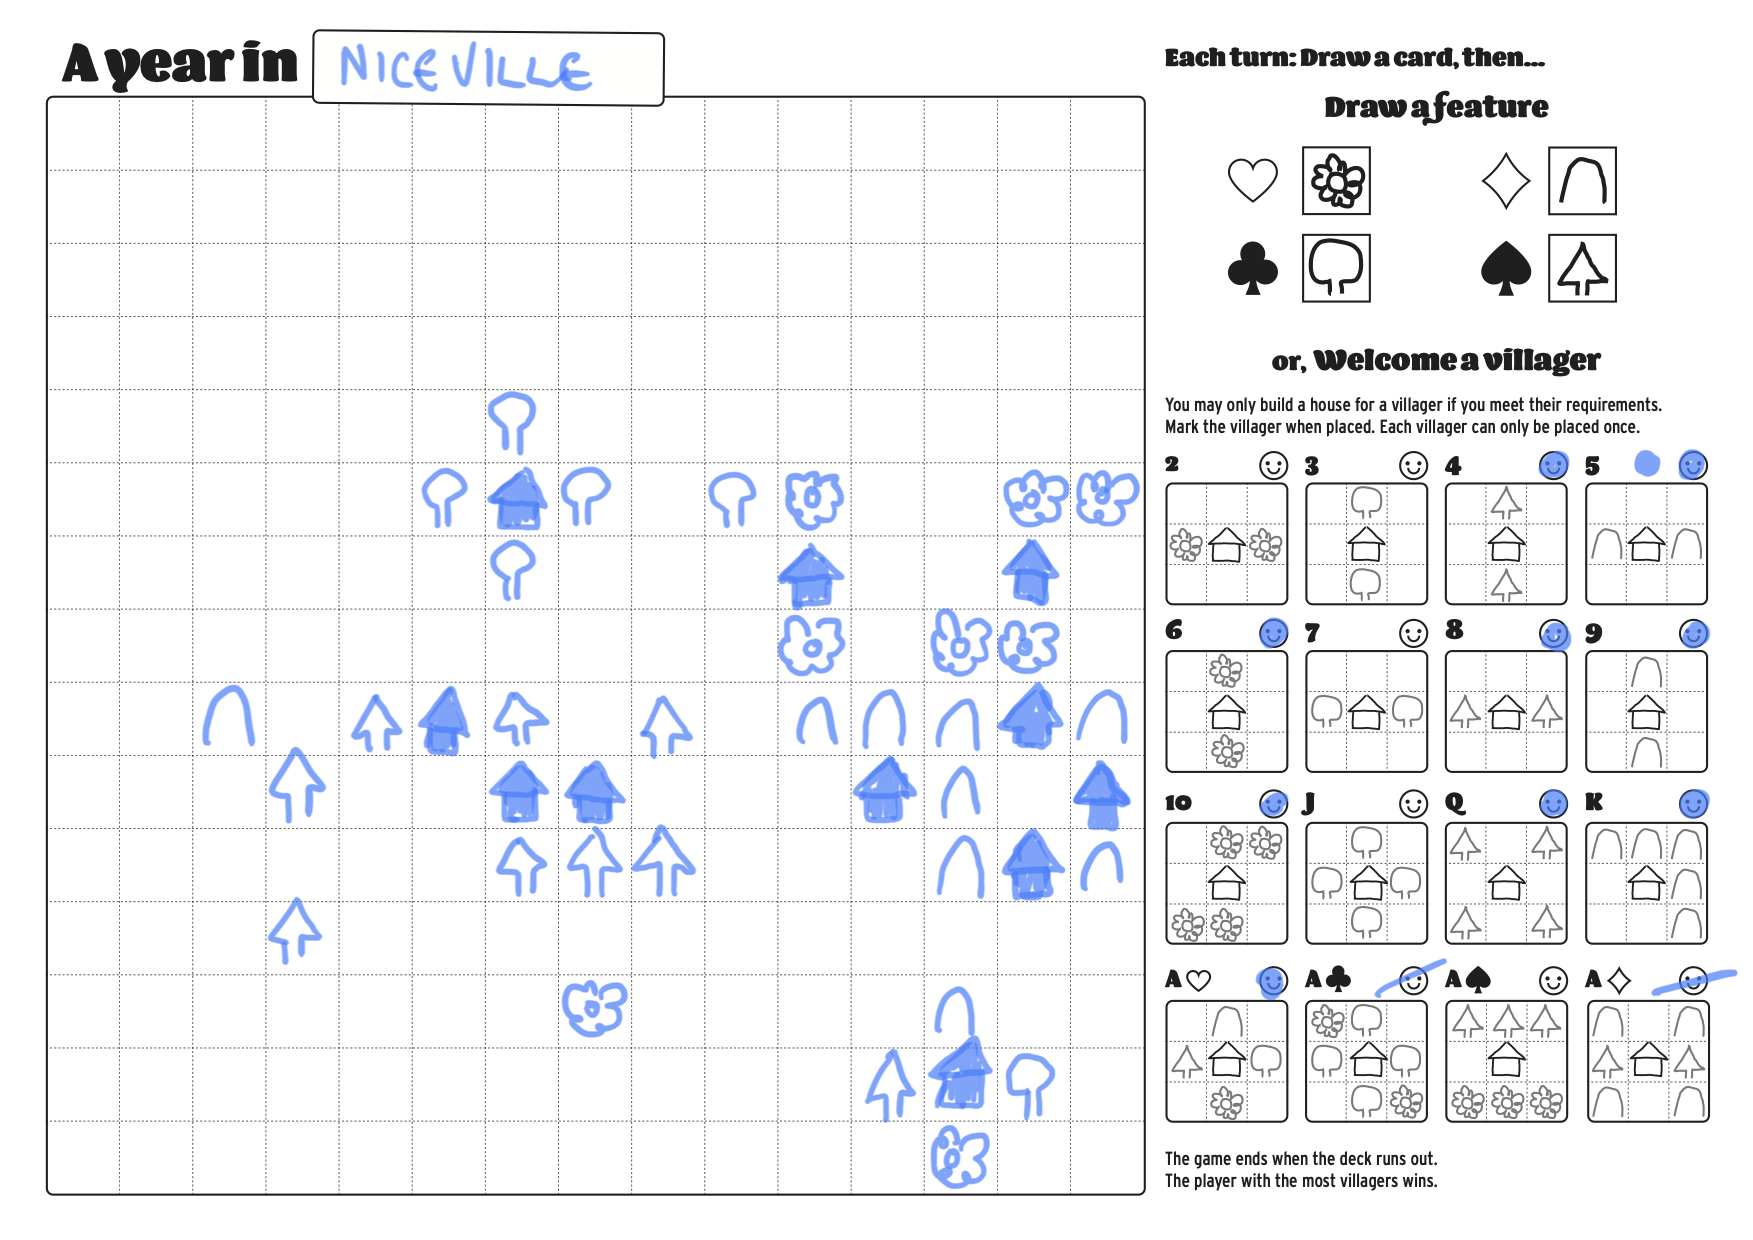 A year in NICEVILLE
Each turn: Draw a card, then...
Draw a feature
or, Welcome a villager
You may only build a house for a villager if you meet their requirements.
Mark the villager when placed. Each villager can only be placed once.
2 3 4 5
6 7 8 9
10 J Q K
A♡ A♣ A♠ A♢
The game ends when the deck runs out.
The player with the most villagers wins.